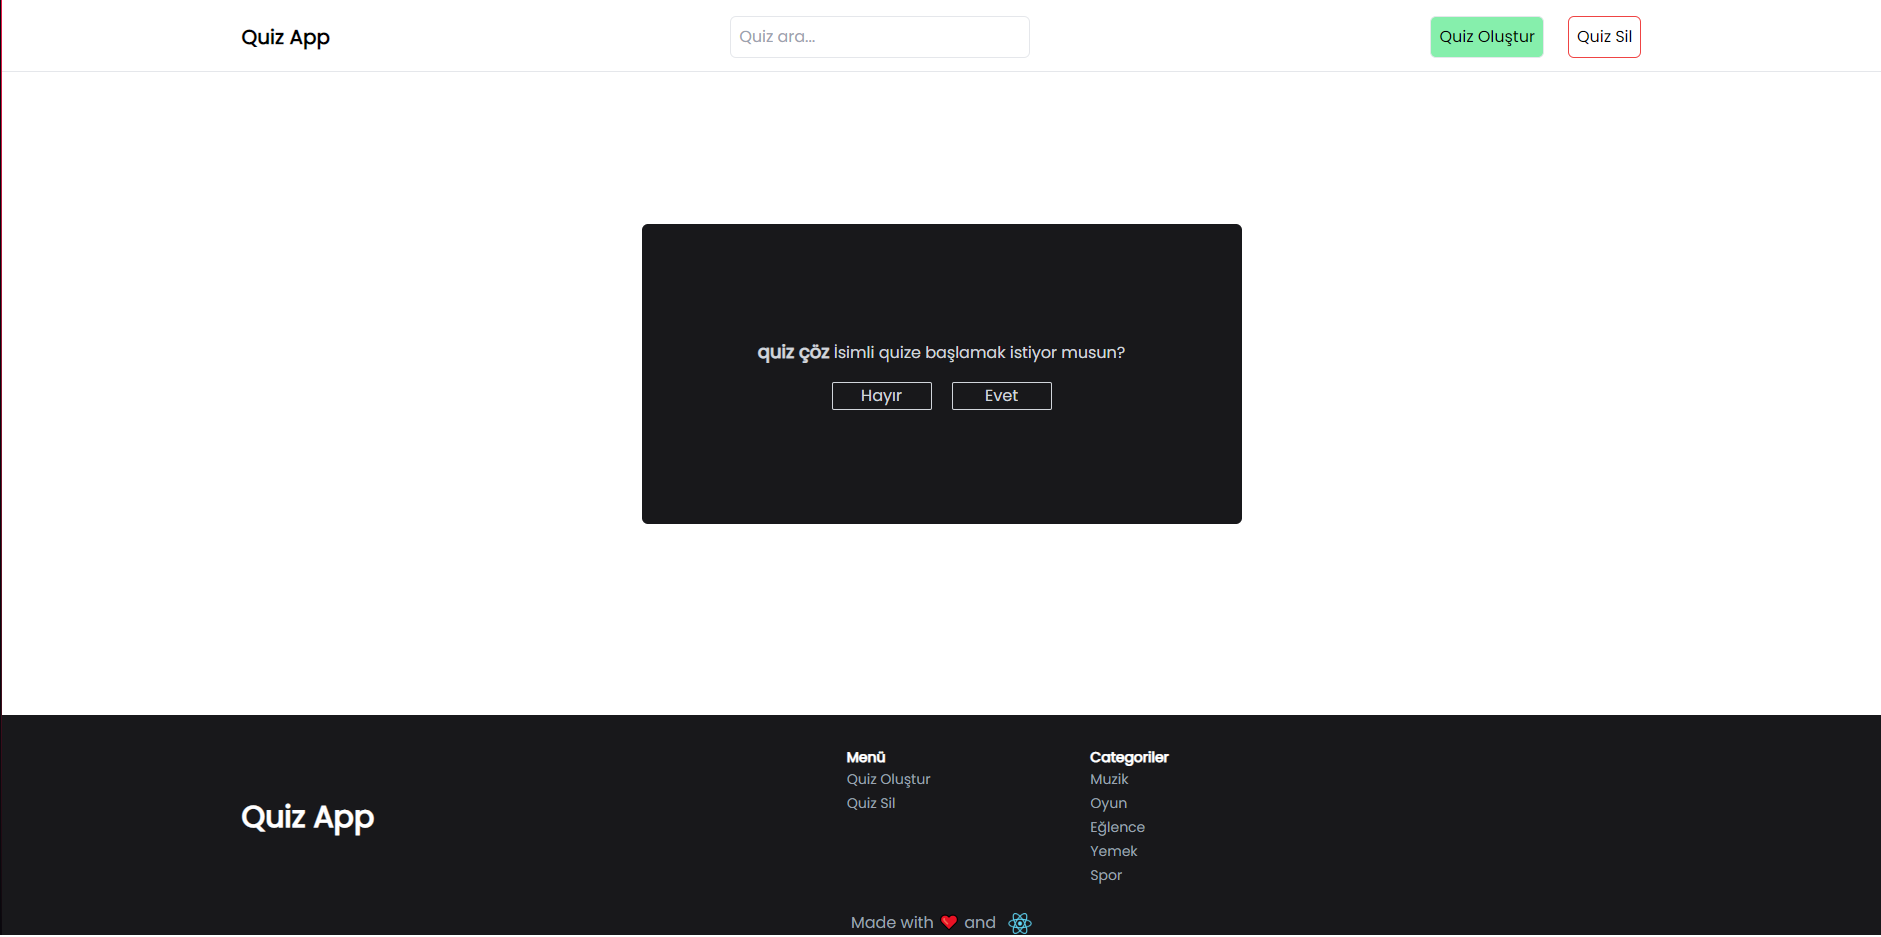 Quiz App
Quiz ara...
Quiz Oluştur
Quiz Sil
quiz çöz İsimli quize başlamak istiyor musun?
Hayır
Evet
Quiz App
Menü
Quiz Oluştur
Quiz Sil
Categoriler
Muzik
Oyun
Eğlence
Yemek
Spor
Made with ❤️ and